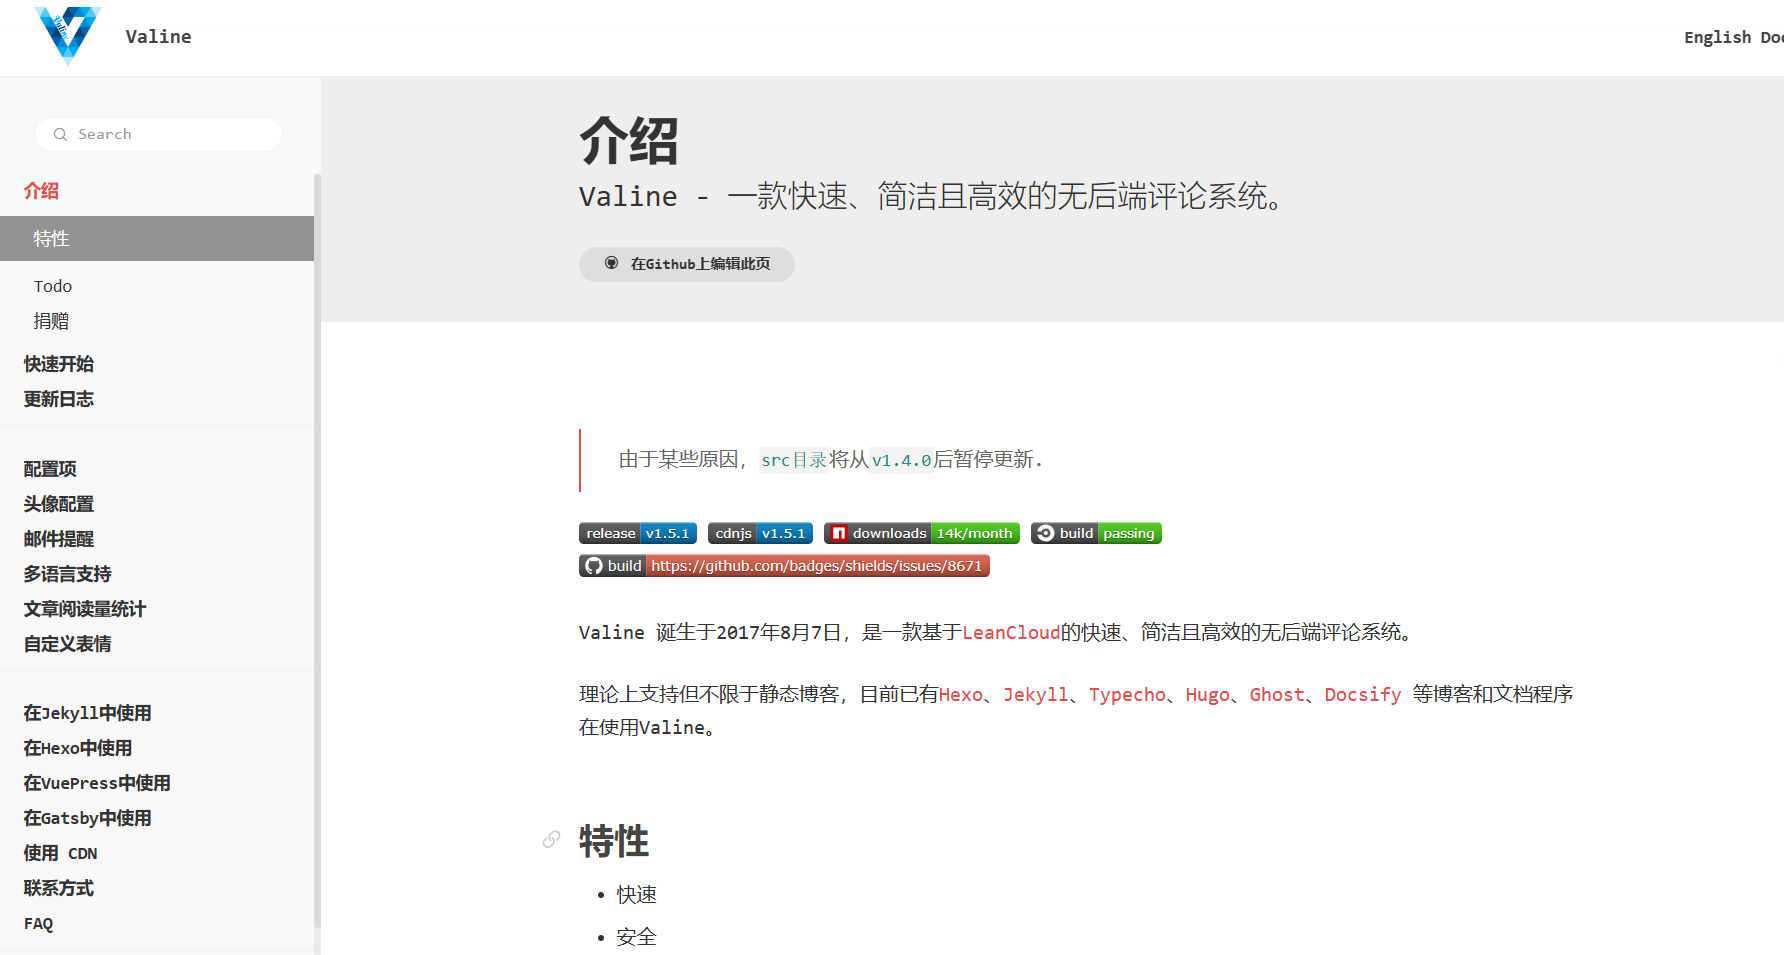 Valine
English Doc
Search
介绍
特性
Todo
捐赠
快速开始
更新日志
配置项
头像配置
邮件提醒
多语言支持
文章阅读量统计
自定义表情
在Jekyll中使用
在Hexo中使用
在VuePress中使用
在Gatsby中使用
使用 CDN
联系方式
FAQ
介绍
Valine - 一款快速、简洁且高效的无后端评论系统。
在Github上编辑此页
由于某些原因，src目录将从v1.4.0后暂停更新.
release v1.5.1 cdnjs v1.5.1 downloads 14k/month build passing
build https://github.com/badges/shields/issues/8671
Valine 诞生于2017年8月7日，是一款基于LeanCloud的快速、简洁且高效的无后端评论系统。
理论上支持但不限于静态博客，目前已有Hexo、Jekyll、Typecho、Hugo、Ghost、Docsify 等博客和文档程序
在使用Valine。
特性
• 快速
• 安全